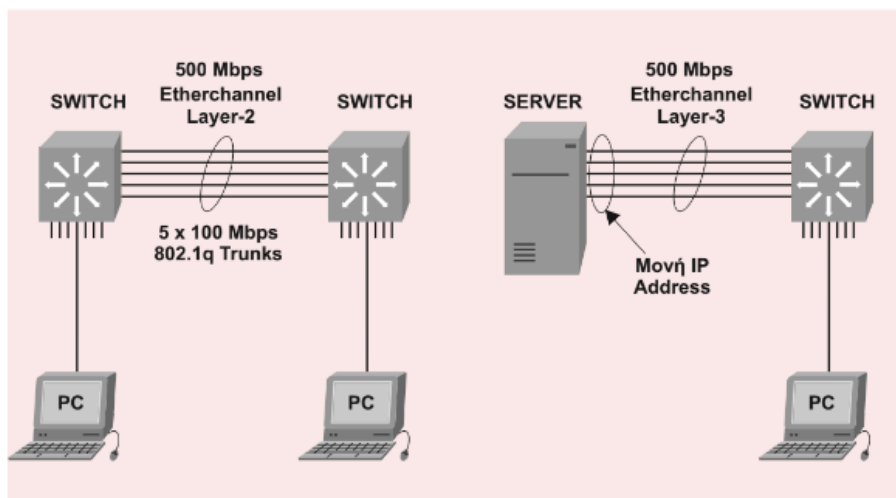 500 Mbps
Etherchannel
Layer-2
SWITCH
SWITCH
5 x 100 Mbps
802.1q Trunks
PC
PC
500 Mbps
Etherchannel
Layer-3
SERVER
SWITCH
Μονή IP
Address
PC